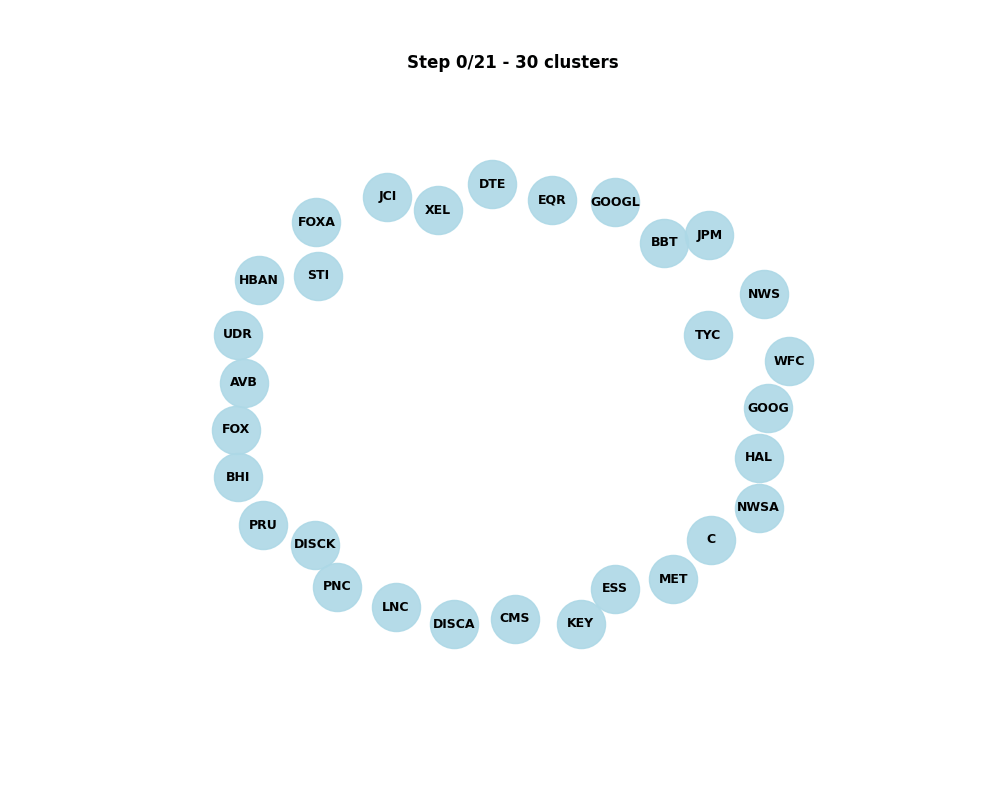 Step 0/21 - 30 clusters
DTE
JCI
EQR
GOOGL
XEL
FOXA
JPM
BBT
STI
HBAN
NWS
UDR
TYC
WFC
AVB
GOOG
FOX
HAL
BHI
NWSA
PRU
C
DISCK
MET
PNC
ESS
LNC
CMS
DISCA
KEY